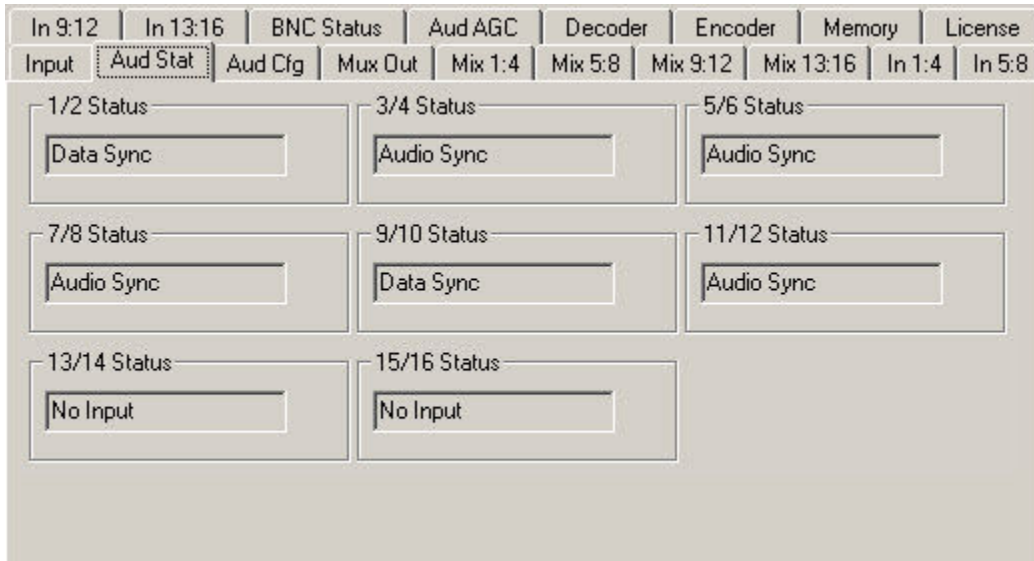 In 9:12 In 13:16 BNC Status Aud AGC Decoder Encoder Memory License
Input Aud Stat Aud Cfg Mux Out Mix 1:4 Mix 5:8 Mix 9:12 Mix 13:16 In 1:4 In 5:8
1/2 Status 3/4 Status 5/6 Status
Data Sync Audio Sync Audio Sync
7/8 Status 9/10 Status 11/12 Status
Audio Sync Data Sync Audio Sync
13/14 Status 15/16 Status
No Input No Input